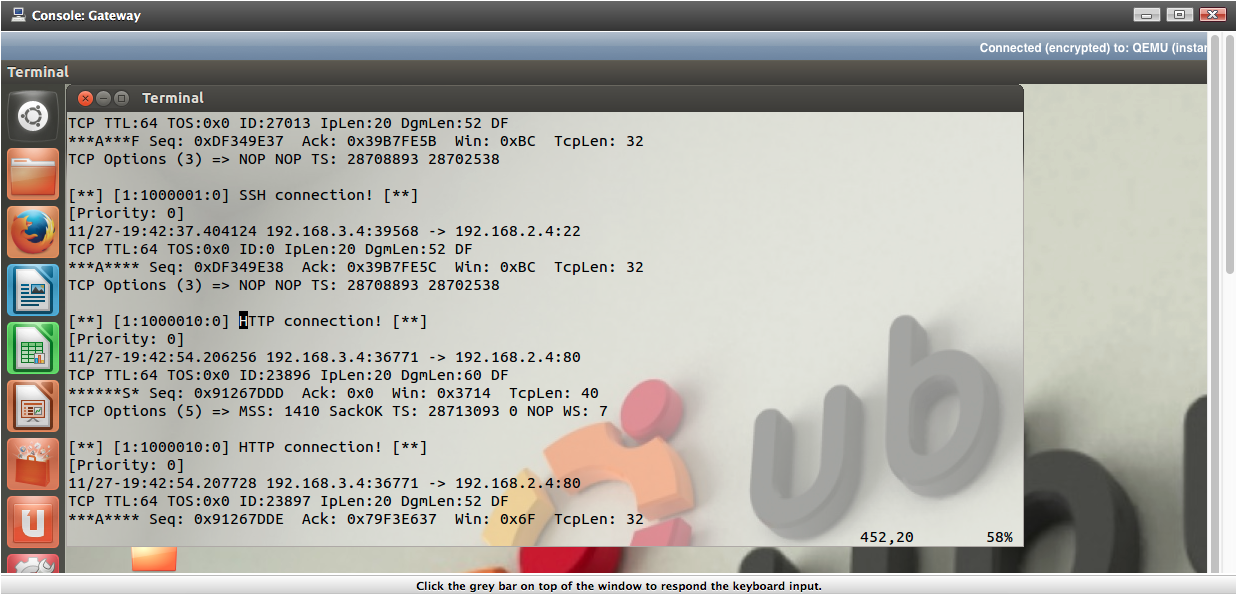 Console: Gateway
Connected (encrypted) to: QEMU (instar
Terminal
Terminal
TCP TTL:64 TOS:0x0 ID:27013 IpLen:20 DgmLen:52 DF
***A***F Seq: 0xDF349E37  Ack: 0x39B7FE5B  Win: 0xBC  TcpLen: 32
TCP Options (3) => NOP NOP TS: 28708893 28702538
[**] [1:1000001:0] SSH connection! [**]
[Priority: 0]
11/27-19:42:37.404124 192.168.3.4:39568 -> 192.168.2.4:22
TCP TTL:64 TOS:0x0 ID:0 IpLen:20 DgmLen:52 DF
***A**** Seq: 0xDF349E38  Ack: 0x39B7FE5C  Win: 0xBC  TcpLen: 32
TCP Options (3) => NOP NOP TS: 28708893 28702538
[**] [1:1000010:0] HTTP connection! [**]
[Priority: 0]
11/27-19:42:54.206256 192.168.3.4:36771 -> 192.168.2.4:80
TCP TTL:64 TOS:0x0 ID:23896 IpLen:20 DgmLen:60 DF
******S* Seq: 0x91267DDD  Ack: 0x0  Win: 0x3714  TcpLen: 40
TCP Options (5) => MSS: 1410 SackOK TS: 28713093 0 NOP WS: 7
[**] [1:1000010:0] HTTP connection! [**]
[Priority: 0]
11/27-19:42:54.207728 192.168.3.4:36771 -> 192.168.2.4:80
TCP TTL:64 TOS:0x0 ID:23897 IpLen:20 DgmLen:52 DF
***A**** Seq: 0x91267DDE  Ack: 0x79F3E637  Win: 0x6F  TcpLen: 32
452,20 58%
ub
Click the grey bar on top of the window to respond the keyboard input.